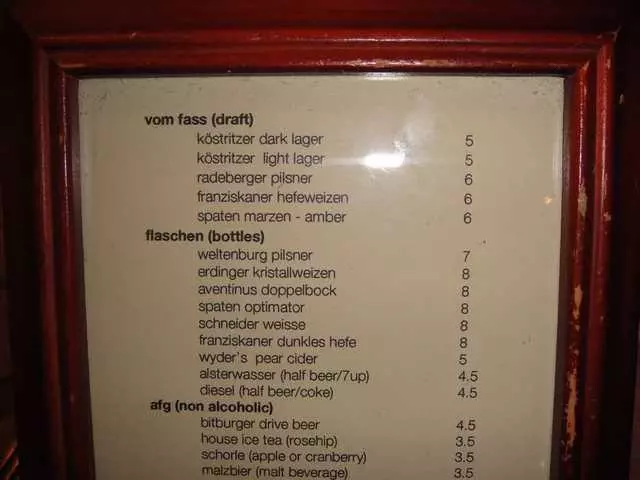 vom fass (draft)
köstritzer dark lager 5
köstritzer light lager 5
radeberger pilsner 6
franziskaner hefeweizen 6
spaten marzen - amber 6
flaschen (bottles)
weltenburg pilsner 7
erdinger kristallweizen 8
aventinus doppelbock 8
spaten optimator 8
schneider weisse 8
franziskaner dunkles hefe 8
wyder's pear cider 5
alsterwasser (half beer/7up) 4.5
diesel (half beer/coke) 4.5
afg (non alcoholic)
bitburger drive beer 4.5
house ice tea (rosehip) 3.5
schorle (apple or cranberry) 3.5
malzbier (malt beverage) 3.5